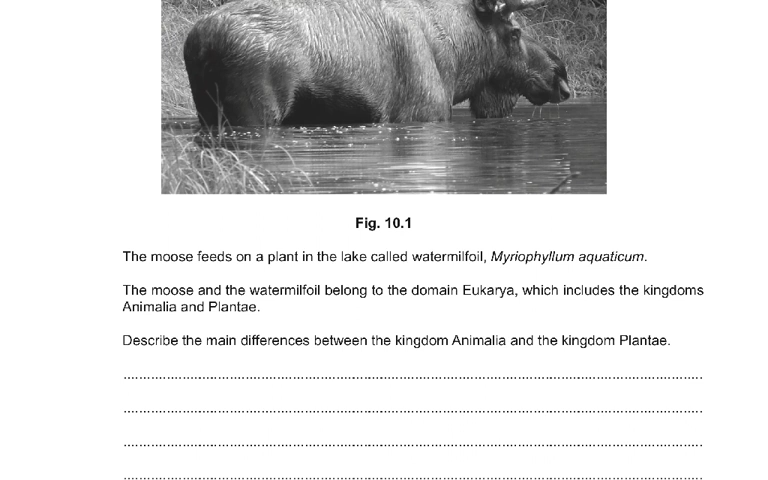 Fig. 10.1
The moose feeds on a plant in the lake called watermilfoil, Myriophyllum aquaticum.
The moose and the watermilfoil belong to the domain Eukarya, which includes the kingdoms
Animalia and Plantae.
Describe the main differences between the kingdom Animalia and the kingdom Plantae.